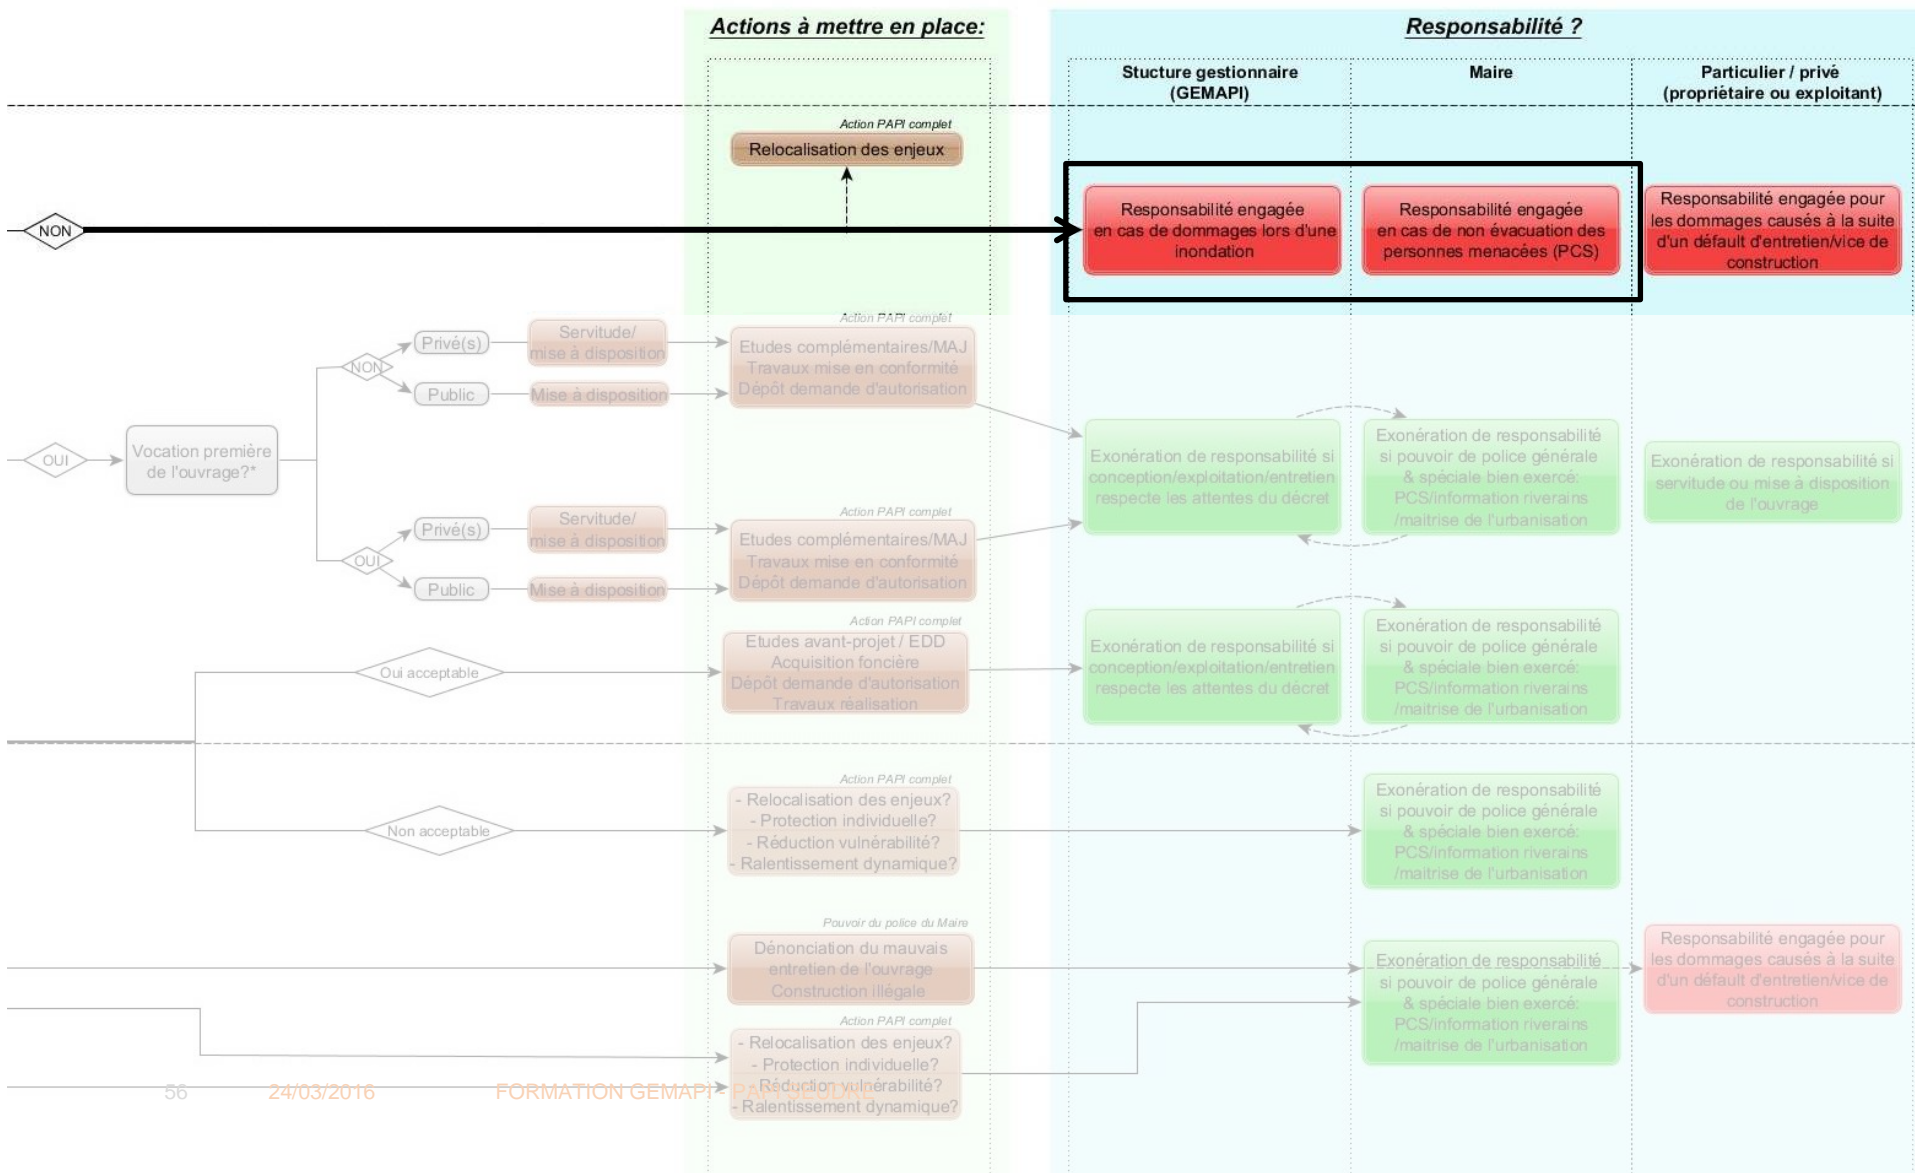 Actions à mettre en place:
Responsabilité ?
Stucture gestionnaire
(GEMAPI)
Maire
Particulier / privé
(propriétaire ou exploitant)
Action PAPI complet
Relocalisation des enjeux
NON
Responsabilité engagée
en cas de dommages lors d'une
inondation
Responsabilité engagée
en cas de non évacuation des
personnes menacées (PCS)
Responsabilité engagée pour
les dommages causés à la suite
d'un défault d'entretien/vice de
construction
NON
Privé(s)
Servitude/
mise à disposition
Public
Mise à disposition
Action PAPI complet
Etudes complémentaires/MAJ
Travaux mise en conformité
Dépôt demande d'autorisation
OUI
Vocation première
de l'ouvrage?*
Exonération de responsabilité si
conception/exploitation/entretien
respecte les attentes du décret
Exonération de responsabilité
si pouvoir de police générale
& spéciale bien exercé:
PCS/information riverains
/maitrise de l'urbanisation
Exonération de responsabilité si
servitude ou mise à disposition
de l'ouvrage
OUI
Privé(s)
Servitude/
mise à disposition
Public
Mise à disposition
Action PAPI complet
Etudes complémentaires/MAJ
Travaux mise en conformité
Dépôt demande d'autorisation
Oui acceptable
Action PAPI complet
Etudes avant-projet / EDD
Acquisition foncière
Dépôt demande d'autorisation
Travaux réalisation
Exonération de responsabilité si
conception/exploitation/entretien
respecte les attentes du décret
Exonération de responsabilité
si pouvoir de police générale
& spéciale bien exercé:
PCS/information riverains
/maitrise de l'urbanisation
Non acceptable
Action PAPI complet
- Relocalisation des enjeux?
- Protection individuelle?
- Réduction vulnérabilité?
- Ralentissement dynamique?
Exonération de responsabilité
si pouvoir de police générale
& spéciale bien exercé:
PCS/information riverains
/maitrise de l'urbanisation
Pouvoir du police du Maire
Dénonciation du mauvais
entretien de l'ouvrage
Construction illégale
Exonération de responsabilité
si pouvoir de police générale
& spéciale bien exercé:
PCS/information riverains
/maitrise de l'urbanisation
Responsabilité engagée pour
les dommages causés à la suite
d'un défault d'entretien/vice de
construction
Action PAPI complet
- Relocalisation des enjeux?
- Protection individuelle?
- Réduction vulnérabilité?
- Ralentissement dynamique?
56
24/03/2016
FORMATION GEMAPI - PAPI SEUDRE